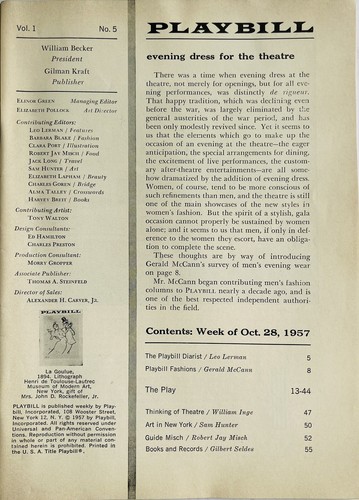 Vol. 1
No. 5
William Becker
President
Gilman Kraft
Publisher
Elinor Green Managing Editor
Elizabeth Pollock Art Director
Contributing Editors:
Leo Lerman / Features
Barbara Blake / Fashion
Clara Port / Illustration
Robert Jay Misch / Food
Jack Long / Travel
Sam Hunter / Art
Elizabeth Lapham / Beauty
Charles Goren / Bridge
Alma Talley / Crosswords
Harvey Breit / Books
Contributing Artist:
Tony Walton
Design Consultants:
Ed Hamilton
Charles Preston
Production Consultant:
Morky Gropper
Associate Publisher:
Thomas A. Steinfeld
Director of Sales:
Alexander H. Carver, Jr.
PLAYBILL
La Goulue,
1894, Lithograph
Henri de Toulouse-Lautrec
Museum of Modern Art,
New York, gift of
Mrs. John D. Rockefeller, Jr.
PLAYBILL is published weekly by Play-
bill, Incorporated, 108 Wooster Street,
New York 12, N. Y. © 1957 by Playbill,
Incorporated. All rights reserved under
Universal and Pan-American Conven-
tions. Reproduction without permission
in whole or part of any material con-
tained herein is prohibited. Printed in
the U. S. A. Title Playbill®.
PLAYBILL
evening dress for the theatre
There was a time when evening dress at the
theatre, not merely for openings, but for all eve-
ning performances, was distinctly de rigueur.
That happy tradition, which was declining even
before the war, was largely eliminated by the
general austerities of the war period, and has
been only modestly revived since. Yet it seems to
us that the elements which go to make up the
occasion of an evening at the theatre—the eager
anticipation, the special arrangements for dining,
the excitement of live performances, the custom-
ary after-theatre entertainments—are all some-
how dramatized by the addition of evening dress.
Women, of course, tend to be more conscious of
such refinements than men, and the theatre is still
one of the main showcases of the new styles in
women's fashion. But the spirit of a stylish, gala
occasion cannot properly be sustained by women
alone; and it seems to us that men, if only in def-
erence to the women they escort, have an obliga-
tion to complete the scene.
These thoughts are by way of introducing
Gerald McCann's survey of men's evening wear
on page 8.
Mr. McCann began contributing men's fashion
columns to PLAYBILL nearly a decade ago, and is
one of the best respected independent authori-
ties in the field.
Contents: Week of Oct. 28, 1957
The Playbill Diarist / Leo Lerman 5
Playbill Fashions / Gerald McCann 8
The Play 13-44
Thinking of Theatre / William Inge 47
Art in New York / Sam Hunter 50
Guide Misch / Robert Jay Misch 52
Books and Records / Gilbert Seldes 55